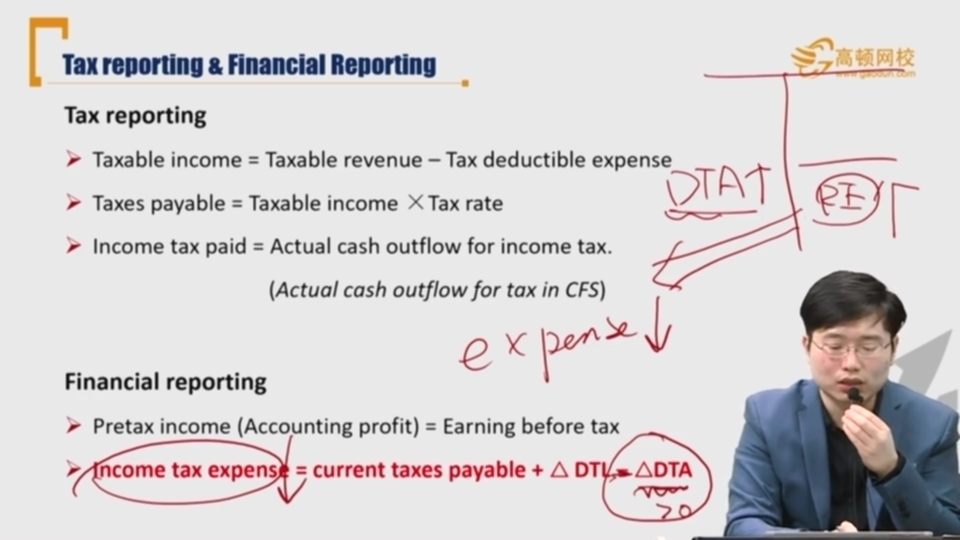 Tax reporting & Financial Reporting
高顿网校
www.gaodun.com
Tax reporting
Taxable income = Taxable revenue – Tax deductible expense
Taxes payable = Taxable income × Tax rate
Income tax paid = Actual cash outflow for income tax.
(Actual cash outflow for tax in CFS)
DTA↑
RE↑
expense↓
Financial reporting
Pretax income (Accounting profit) = Earning before tax
Income tax expense = current taxes payable + △ DTL - △DTA
>0